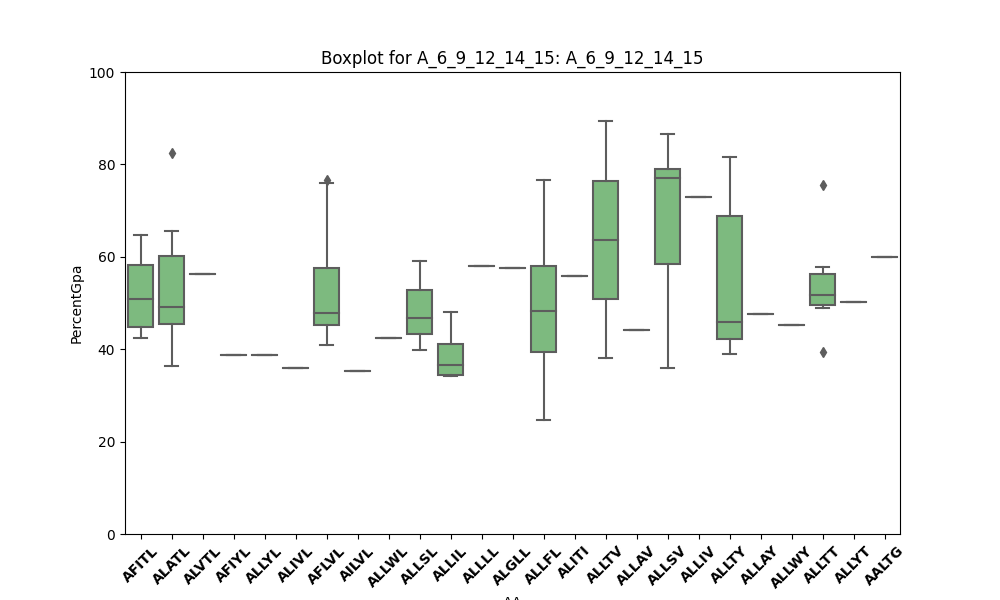 Boxplot for A_6_9_12_14_15: A_6_9_12_14_15
PercentGpa
100
80
60
40
20
0
AFITL ALATL ALVTL AFIYL ALLYL ALIVL AFLVL AILVL ALLWL ALLSL ALLIL ALLLL ALGLL ALLFL ALITI ALLTV ALLAV ALLSV ALLIV ALLTY ALLAY ALLWY ALLTT ALLYT AALTG